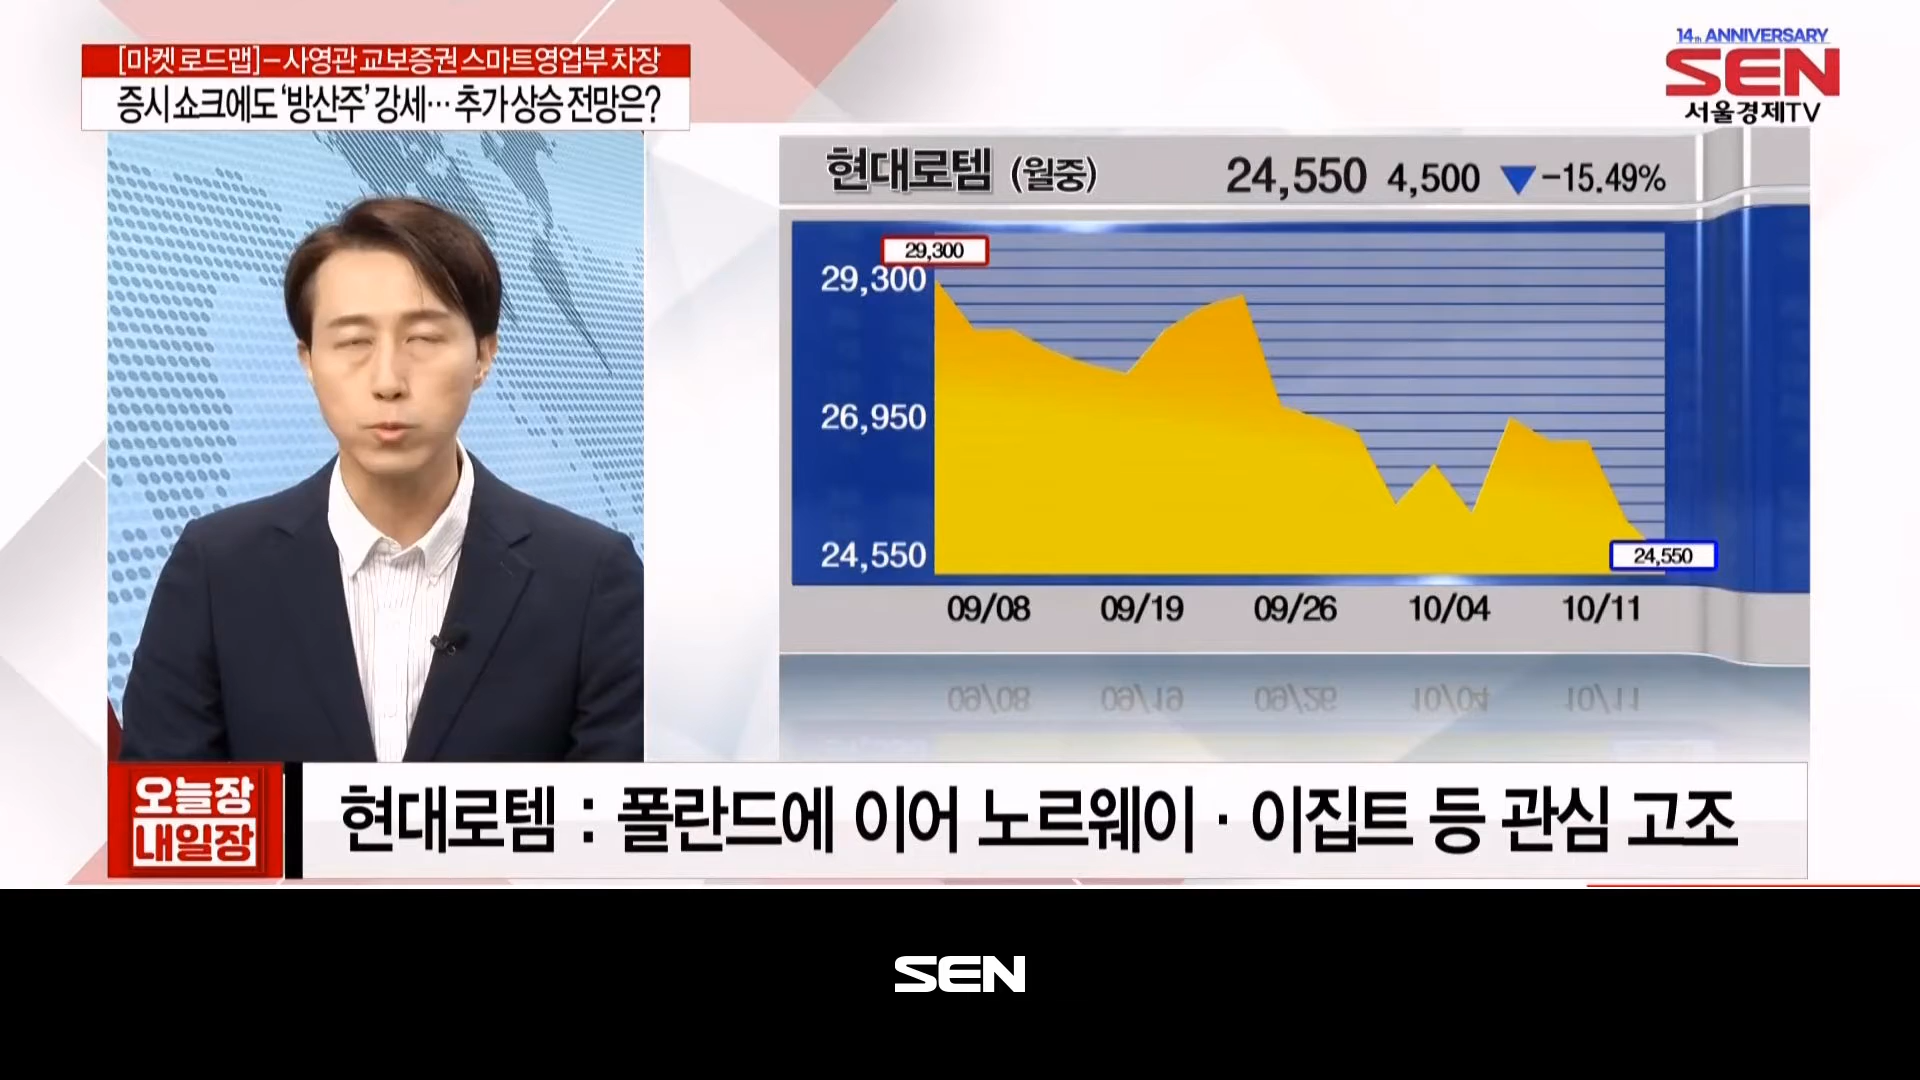 [마켓 로드맵] – 사영관 교보증권 스마트영업부 차장
증시 쇼크에도 ‘방산주’ 강세… 추가 상승 전망은?
14th ANNIVERSARY
SEN
서울경제TV
현대로템 (월중) 24,550 4,500 ▼ -15.49%
29,300
29,300
26,950
24,550
24,550
09/08 09/19 09/26 10/04 10/11
오늘장
내일장
현대로템 : 폴란드에 이어 노르웨이 · 이집트 등 관심 고조
SEN